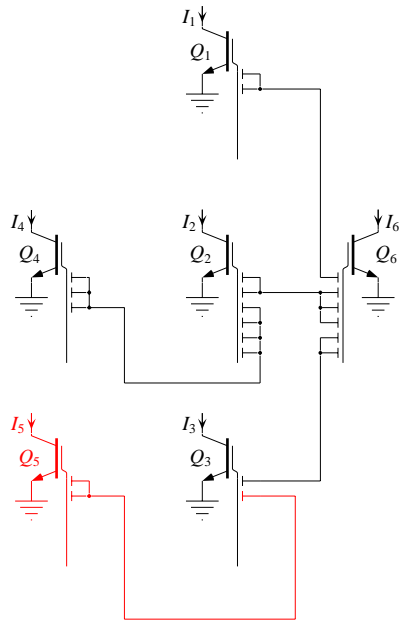 I₁
Q₁
I₄ I₂ I₆
Q₄ Q₂ Q₆
I₅ I₃
Q₅ Q₃